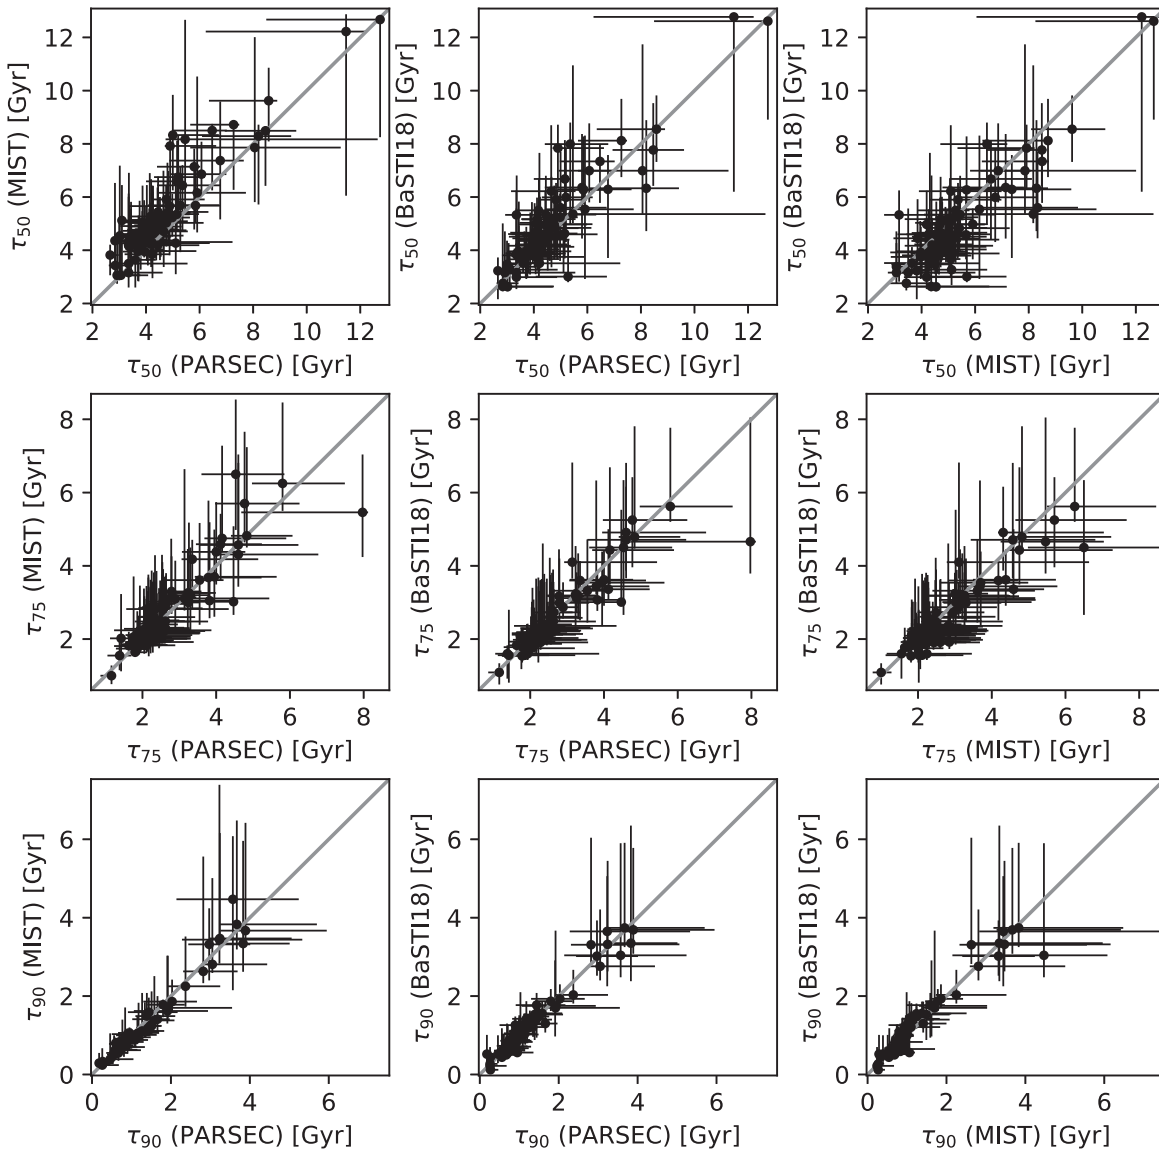 τ50 (MIST) [Gyr]
12
10
8
6
4
2
2 4 6 8 10 12
τ50 (PARSEC) [Gyr]
τ50 (BaSTI18) [Gyr]
12
10
8
6
4
2
2 4 6 8 10 12
τ50 (PARSEC) [Gyr]
τ50 (BaSTI18) [Gyr]
12
10
8
6
4
2
2 4 6 8 10 12
τ50 (MIST) [Gyr]
τ75 (MIST) [Gyr]
8
6
4
2
2 4 6 8
τ75 (PARSEC) [Gyr]
τ75 (BaSTI18) [Gyr]
8
6
4
2
2 4 6 8
τ75 (PARSEC) [Gyr]
τ75 (BaSTI18) [Gyr]
8
6
4
2
2 4 6 8
τ75 (MIST) [Gyr]
τ90 (MIST) [Gyr]
6
4
2
0
0 2 4 6
τ90 (PARSEC) [Gyr]
τ90 (BaSTI18) [Gyr]
6
4
2
0
0 2 4 6
τ90 (PARSEC) [Gyr]
τ90 (BaSTI18) [Gyr]
6
4
2
0
0 2 4 6
τ90 (MIST) [Gyr]